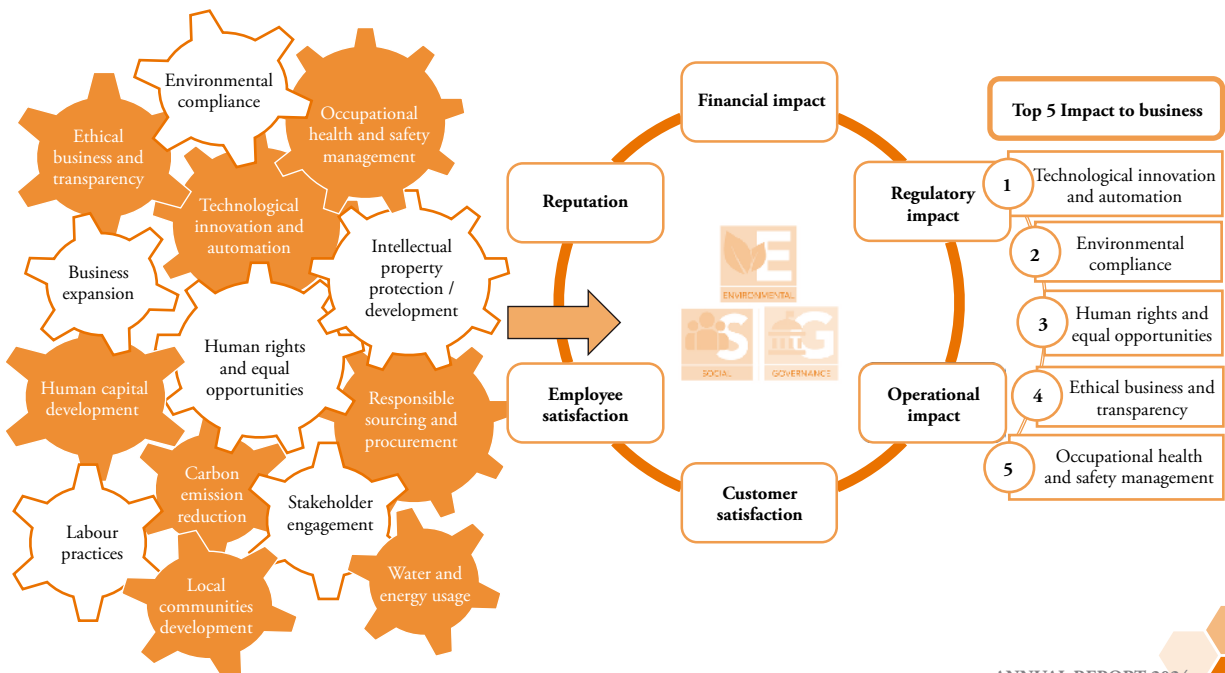 Environmental
compliance
Occupational
health and safety
management
Ethical
business and
transparency
Technological
innovation and
automation
Intellectual
property
protection /
development
Business
expansion
Human rights
and equal
opportunities
Human capital
development
Responsible
sourcing and
procurement
Carbon
emission
reduction
Stakeholder
engagement
Labour
practices
Local
communities
development
Water and
energy usage
Financial impact
Reputation
Regulatory
impact
E
ENVIRONMENTAL
S
SOCIAL
G
GOVERNANCE
Employee
satisfaction
Operational
impact
Customer
satisfaction
Top 5 Impact to business
1
Technological innovation
and automation
2
Environmental
compliance
3
Human rights and
equal opportunities
4
Ethical business and
transparency
5
Occupational health
and safety management
ANNUAL REPORT